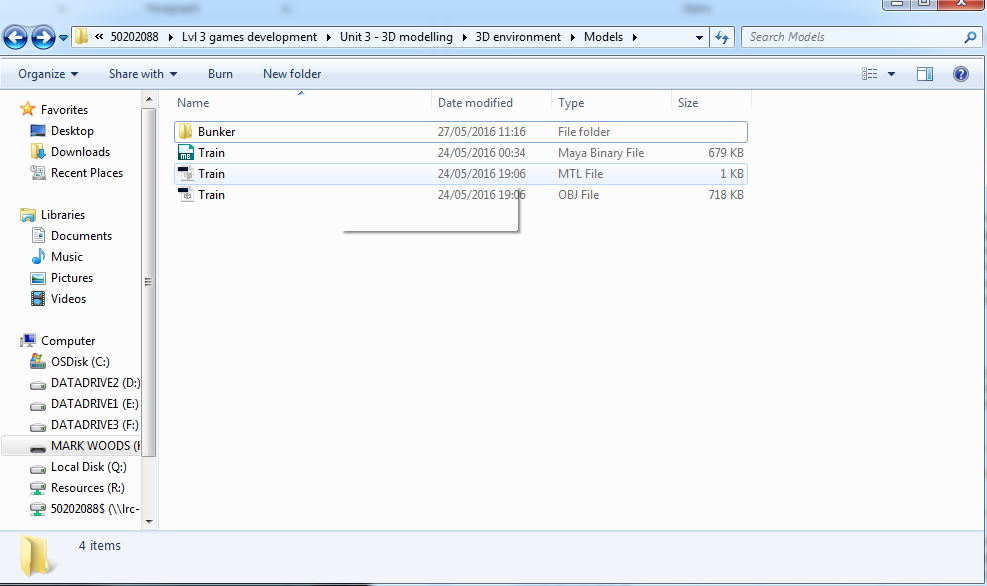 « 50202088 ▸ Lvl 3 games development ▸ Unit 3 - 3D modelling ▸ 3D environment ▸ Models ▸ Search Models
Organize Share with Burn New folder
Name Date modified Type Size
Bunker 27/05/2016 11:16 File folder
Train 24/05/2016 00:34 Maya Binary File 679 KB
Train 24/05/2016 19:06 MTL File 1 KB
Train 24/05/2016 19:06 OBJ File 718 KB
Favorites
Desktop
Downloads
Recent Places
Libraries
Documents
Music
Pictures
Videos
Computer
OSDisk (C:)
DATADRIVE2 (D:)
DATADRIVE1 (E:)
DATADRIVE3 (F:)
MARK WOODS (
Local Disk (Q:)
Resources (R:)
50202088$ (\\lrc-
4 items